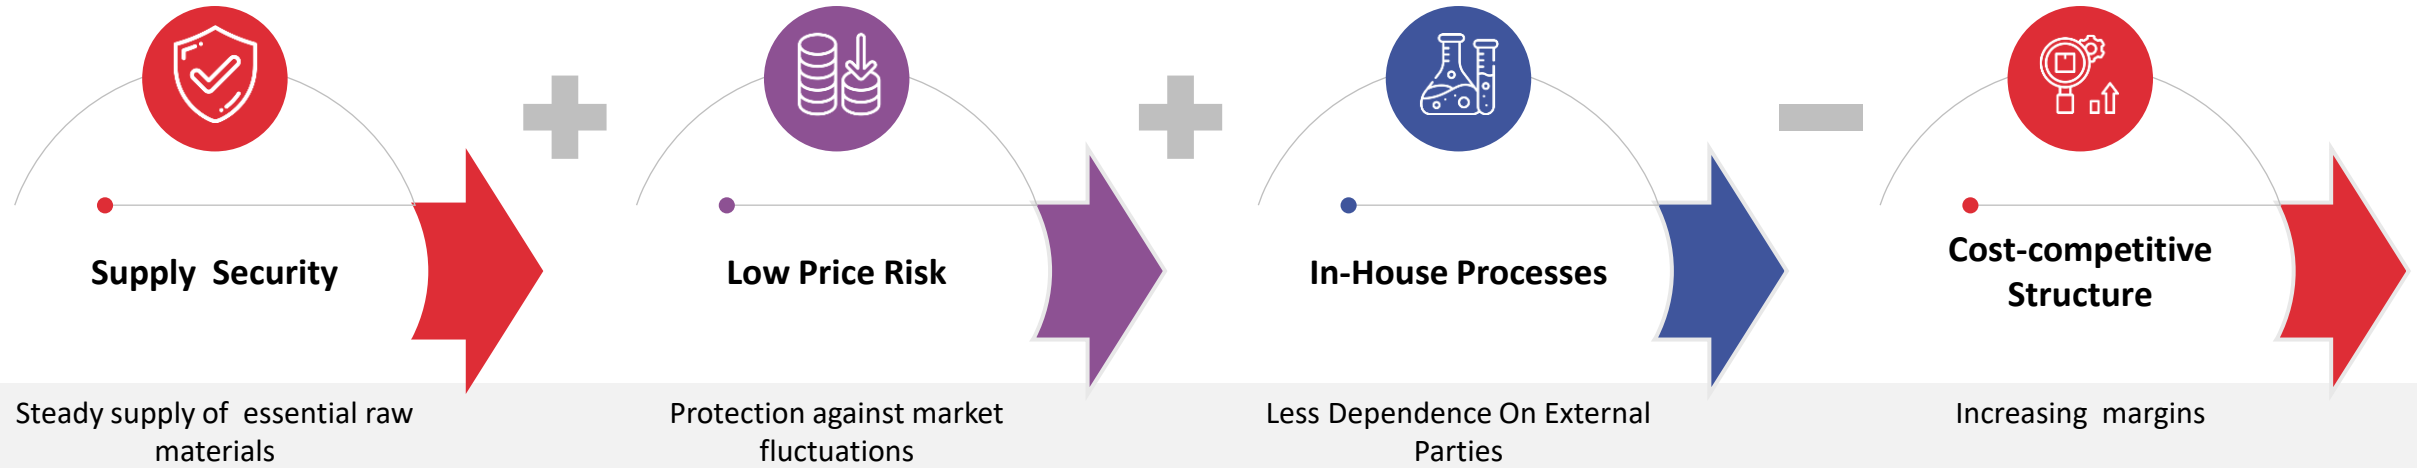 Supply Security
Low Price Risk
In-House Processes
Cost-competitive
Structure
Steady supply of essential raw
materials
Protection against market
fluctuations
Less Dependence On External
Parties
Increasing margins